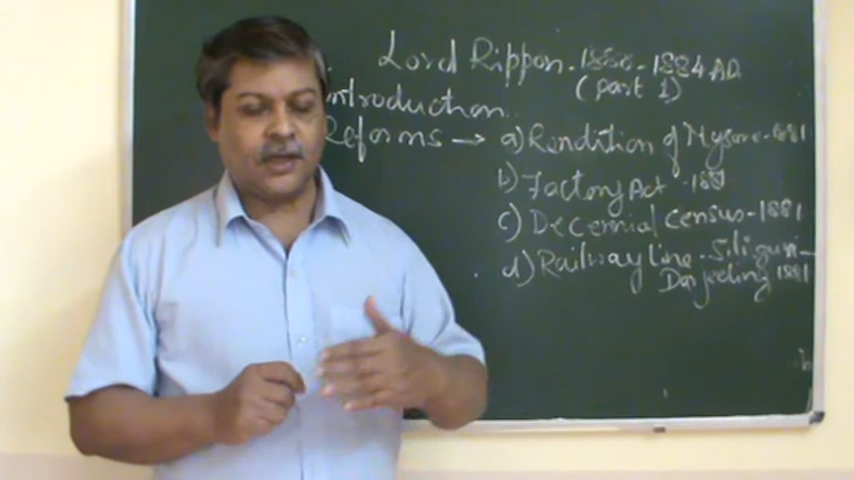 Lord Rippon - 1880 - 1884 AD
(Part 1)
Introduction
Reforms → a) Rendition of Mysore - 1881
b) Factory Act - 1881
c) Decennial Census - 1881
d) Railway line - Siliguri -
Darjeeling 1881